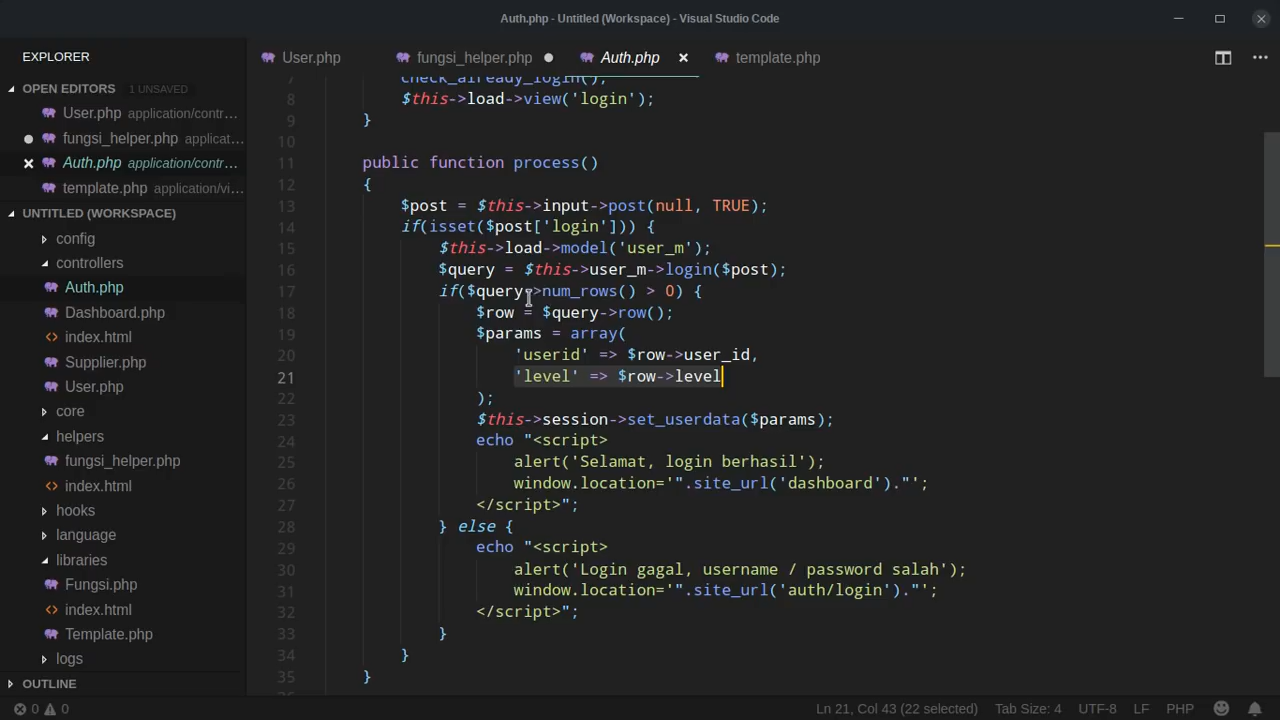 Auth.php - Untitled (Workspace) - Visual Studio Code
EXPLORER
OPEN EDITORS 1 UNSAVED
User.php application/contr...
fungsi_helper.php applicat...
Auth.php application/contr...
template.php application/vi...
UNTITLED (WORKSPACE)
config
controllers
Auth.php
Dashboard.php
index.html
Supplier.php
User.php
core
helpers
fungsi_helper.php
index.html
hooks
language
libraries
Fungsi.php
index.html
Template.php
logs
OUTLINE
User.php fungsi_helper.php Auth.php template.php
7 check_already_login();
8 $this->load->view('login');
9 }
10
11 public function process()
12 {
13 $post = $this->input->post(null, TRUE);
14 if(isset($post['login'])) {
15 $this->load->model('user_m');
16 $query = $this->user_m->login($post);
17 if($query->num_rows() > 0) {
18 $row = $query->row();
19 $params = array(
20 'userid' => $row->user_id,
21 'level' => $row->level
22 );
23 $this->session->set_userdata($params);
24 echo "<script>
25 alert('Selamat, login berhasil');
26 window.location='".site_url('dashboard')."';
27 </script>";
28 } else {
29 echo "<script>
30 alert('Login gagal, username / password salah');
31 window.location='".site_url('auth/login')."';
32 </script>";
33 }
34 }
35 }
0 0 Ln 21, Col 43 (22 selected) Tab Size: 4 UTF-8 LF PHP